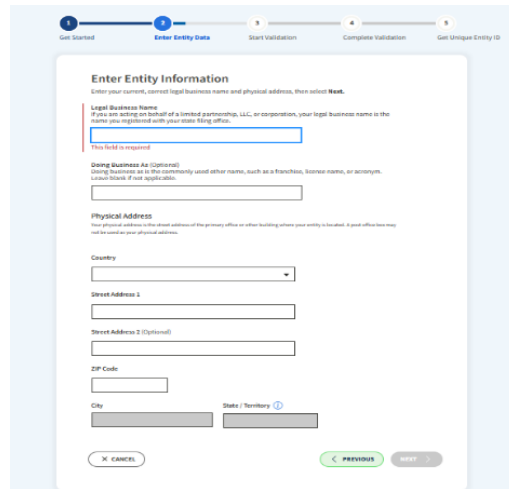 1 2 3 4 5
Get Started Enter Entity Data Start Validation Complete Validation Get Unique Entity ID
Enter Entity Information
Enter your current, correct legal business name and physical address, then select Next.
Legal Business Name
If you are acting on behalf of a limited partnership, LLC, or corporation, your legal business name is the
name you registered with your state filing office.
This field is required
Doing Business As (Optional)
Doing business as is the commonly used other name, such as a franchise, license name, or acronym.
Leave blank if not applicable.
Physical Address
Your physical address is the street address of the primary office or other building where your entity is located. A post office box may
not be used as your physical address.
Country
Street Address 1
Street Address 2 (Optional)
ZIP Code
City State / Territory
CANCEL PREVIOUS NEXT